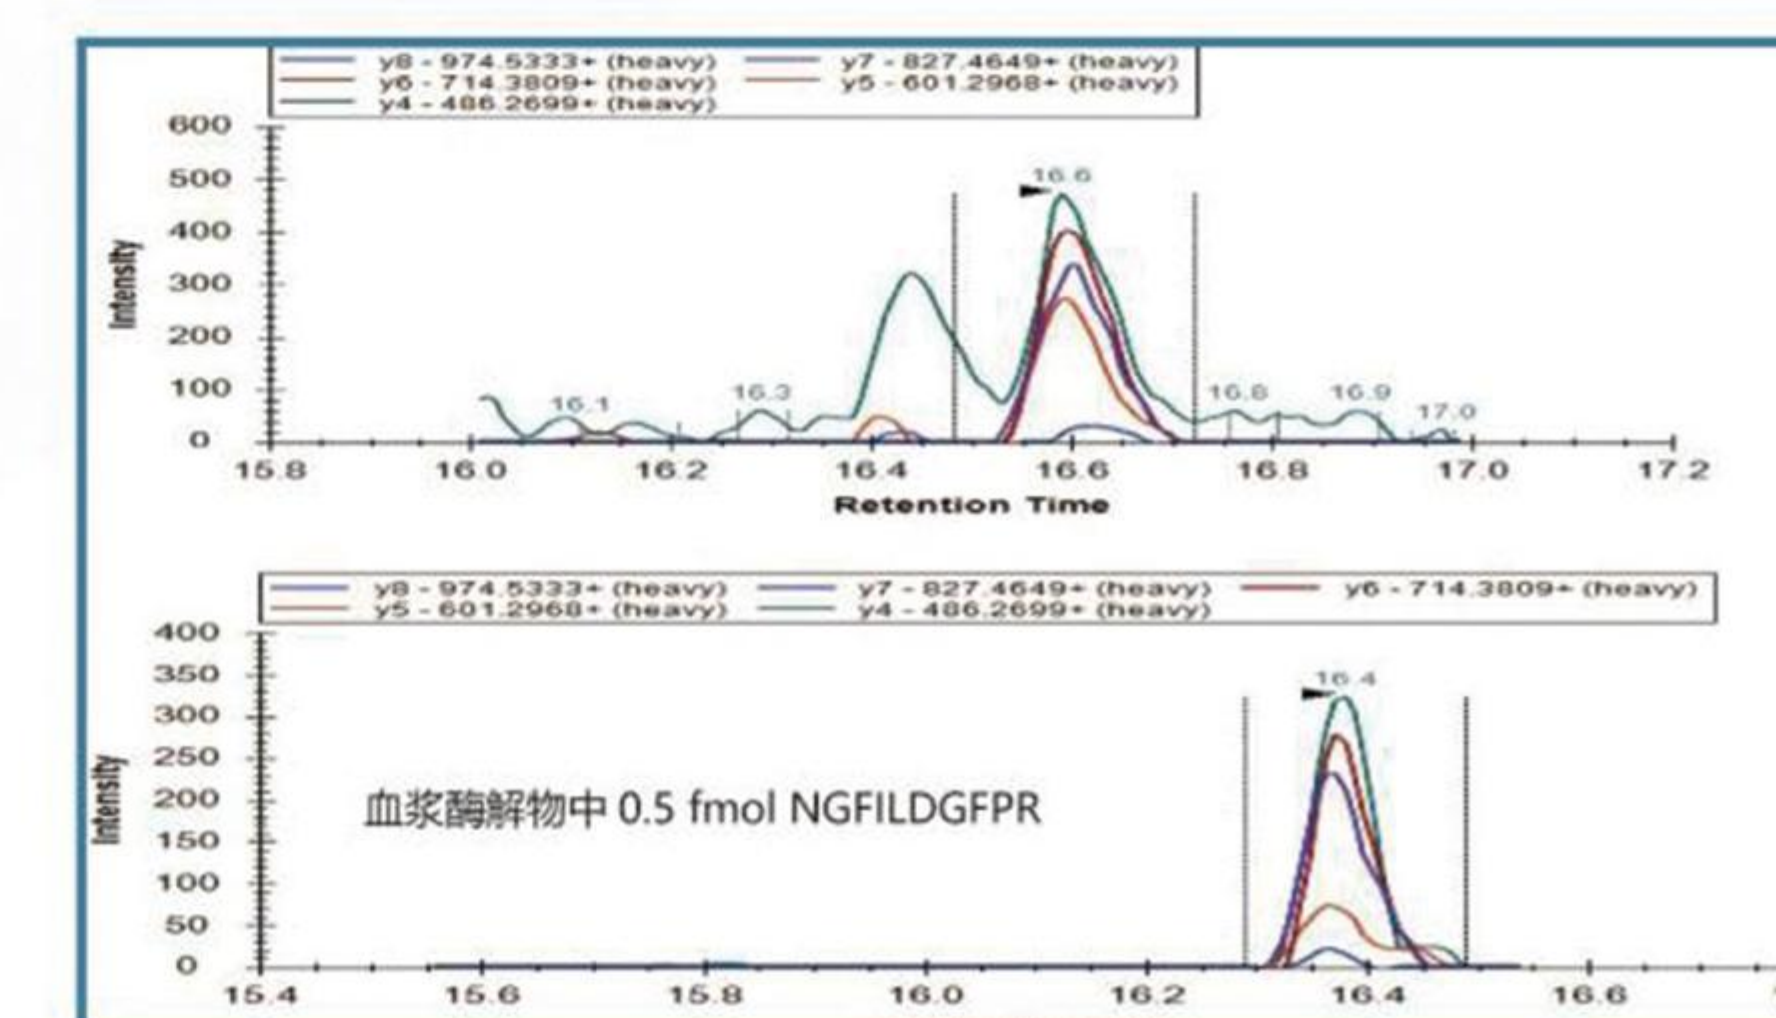 y8 - 974.5333+ (heavy) y7 - 827.4649+ (heavy)
y6 - 714.3809+ (heavy) y5 - 601.2968+ (heavy)
y4 - 486.2699+ (heavy)
600
500
400
300
200
100
0
Intensity
16.6
16.1
16.3
16.8
16.9
17.0
15.8 16.0 16.2 16.4 16.6 16.8 17.0 17.2
Retention Time
y8 - 974.5333+ (heavy) y7 - 827.4649+ (heavy) y6 - 714.3809+ (heavy)
y5 - 601.2968+ (heavy) y4 - 486.2699+ (heavy)
400
350
300
250
200
150
100
50
0
Intensity
16.4
血浆酶解物中 0.5 fmol NGFILDGFPR
15.4 15.6 15.8 16.0 16.2 16.4 16.6